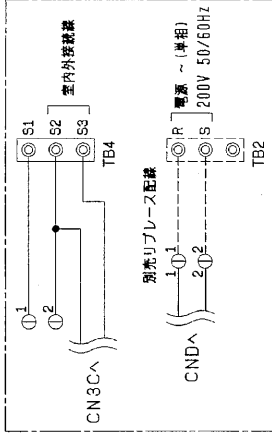 S1
S2
S3
室内外接続線
TB4
1
2
CN3Cへ
別売リプレース配線
電源 ~ (単相)
200V 50/60Hz
R
S
1
1
2
2
TB2
CNDへ